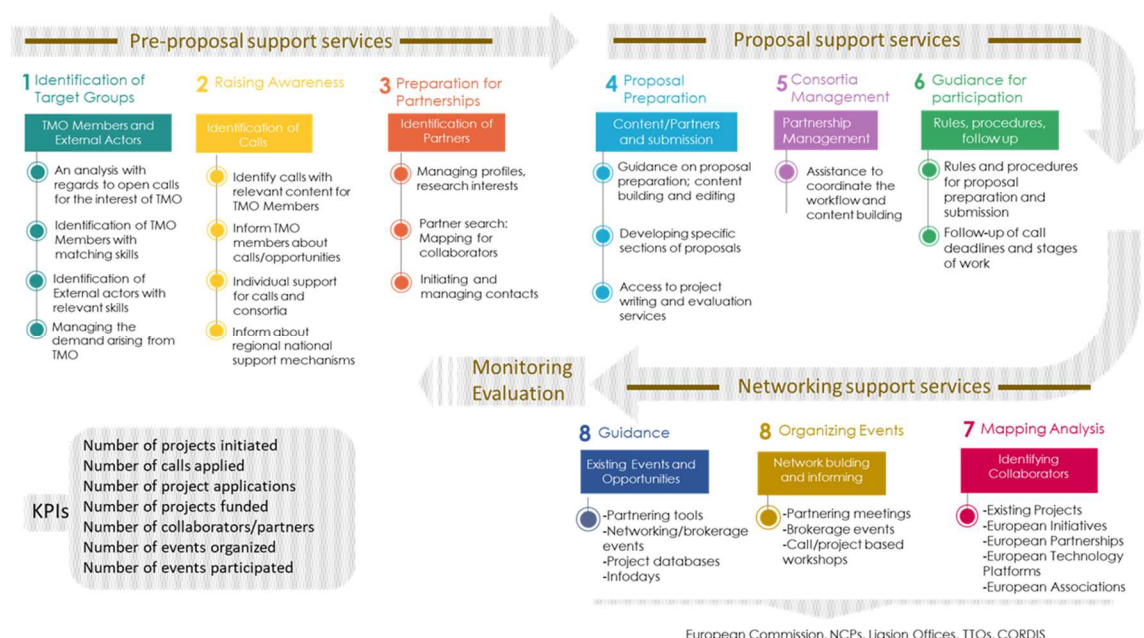 Pre-proposal support services
1 Identification of
Target Groups
TMO Members and
External Actors
An analysis with
regards to open calls
for the interest of TMO
Identification of TMO
Members with
matching skills
Identification of
External actors with
relevant skills
Managing the
demand arising from
TMO
2 Raising Awareness
Identification of
Calls
Identify calls with
relevant content for
TMO Members
Inform TMO
members about
calls/opportunities
Individual support
for calls and
consortia
Inform about
regional national
support mechanisms
3 Preparation for
Partnerships
Identification of
Partners
Managing profiles,
research interests
Partner search:
Mapping for
collaborators
Initiating and
managing contacts
Proposal support services
4 Proposal
Preparation
Content/Partners
and submission
Guidance on proposal
preparation; content
building and editing
Developing specific
sections of proposals
Access to project
writing and evaluation
services
5 Consortia
Management
Partnership
Management
Assistance to
coordinate the
workflow and
content building
6 Gudiance for
participation
Rules, procedures,
follow up
Rules and procedures
for proposal
preparation and
submission
Follow-up of call
deadlines and stages
of work
Monitoring
Evaluation
Networking support services
8 Guidance
Existing Events and
Opportunities
-Partnering tools
-Networking/brokerage
events
-Project databases
-Infodays
8 Organizing Events
Network bulding
and informing
-Partnering meetings
-Brokerage events
-Call/project based
workshops
7 Mapping Analysis
Identifying
Collaborators
-Existing Projects
-European Initiatives
-European Partnerships
-European Technology
Platforms
-European Associations
KPIs
Number of projects initiated
Number of calls applied
Number of project applications
Number of projects funded
Number of collaborators/partners
Number of events organized
Number of events participated
European Commission, NCPs, Liasion Offices, TTOs, CORDIS